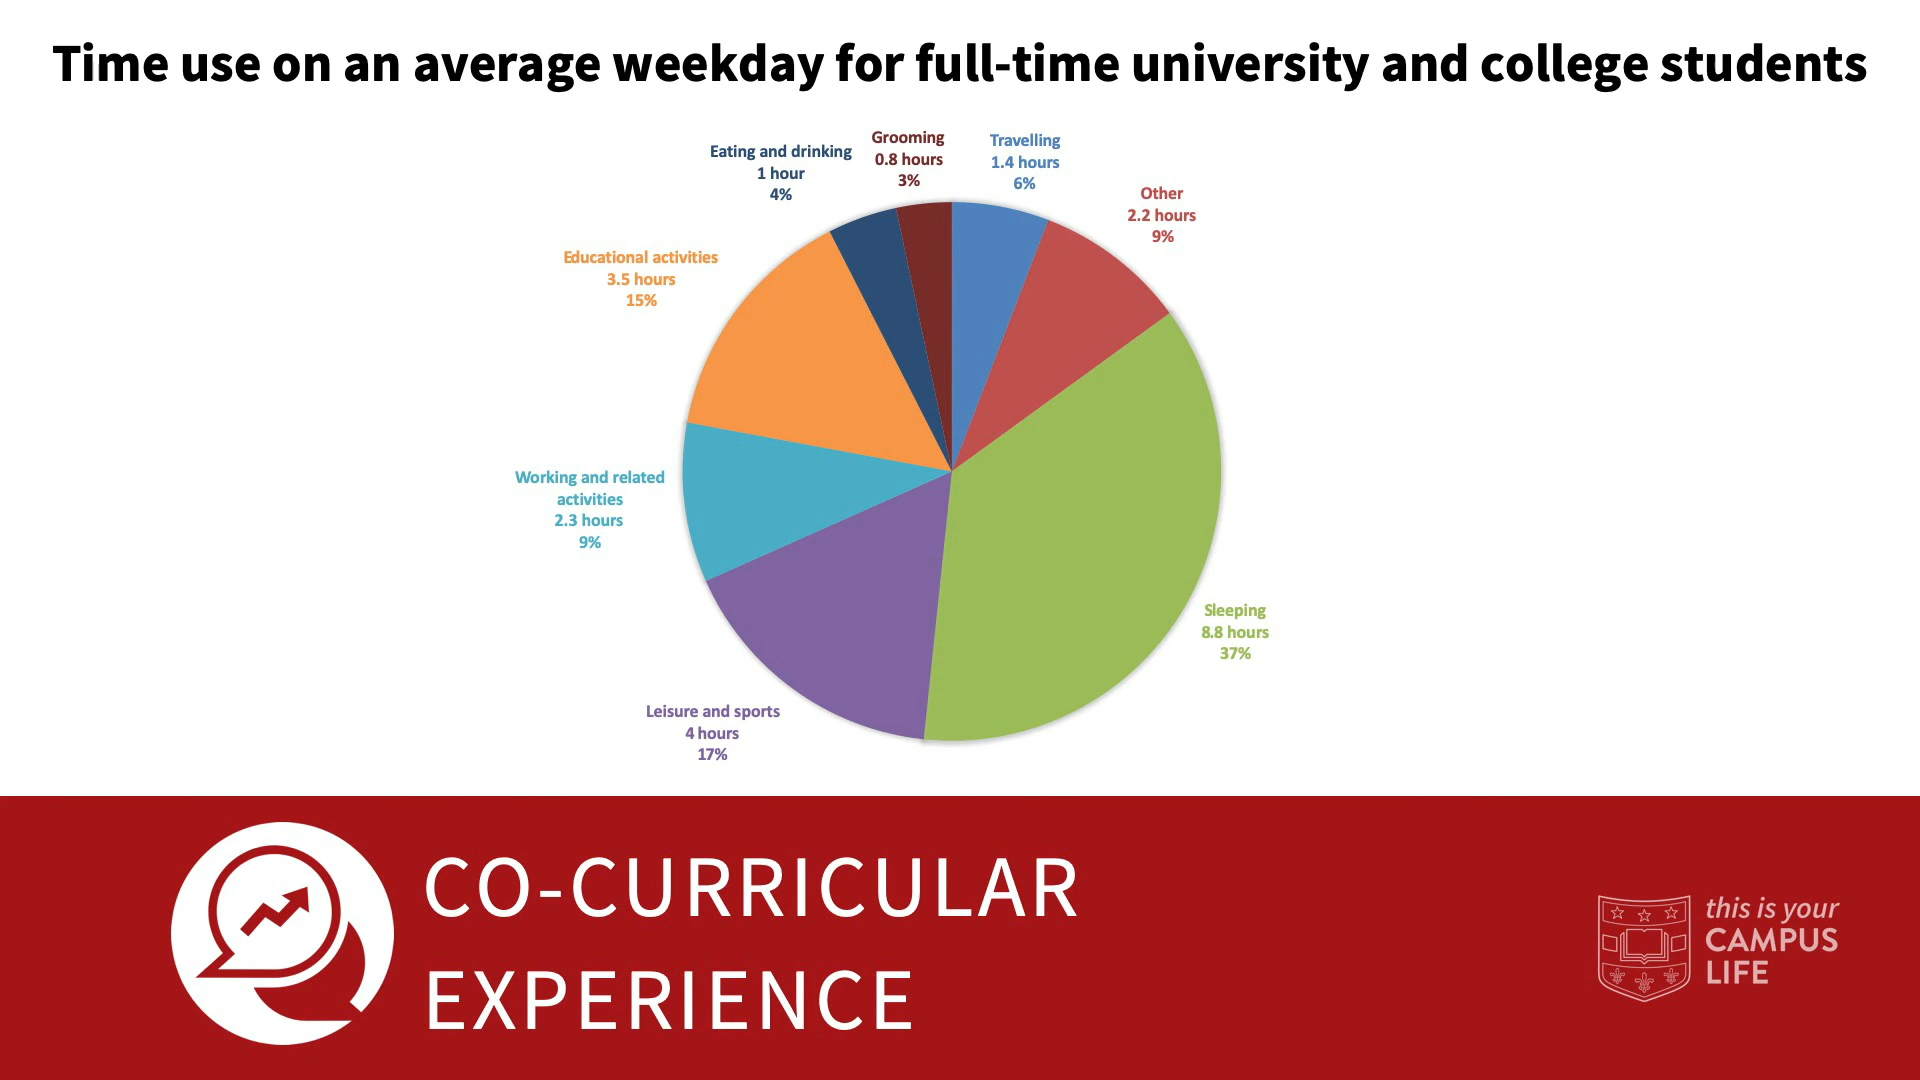 Time use on an average weekday for full-time university and college students
Grooming
0.8 hours
3%
Travelling
1.4 hours
6%
Eating and drinking
1 hour
4%
Other
2.2 hours
9%
Educational activities
3.5 hours
15%
Working and related
activities
2.3 hours
9%
Sleeping
8.8 hours
37%
Leisure and sports
4 hours
17%
CO-CURRICULAR
EXPERIENCE
this is your
CAMPUS
LIFE